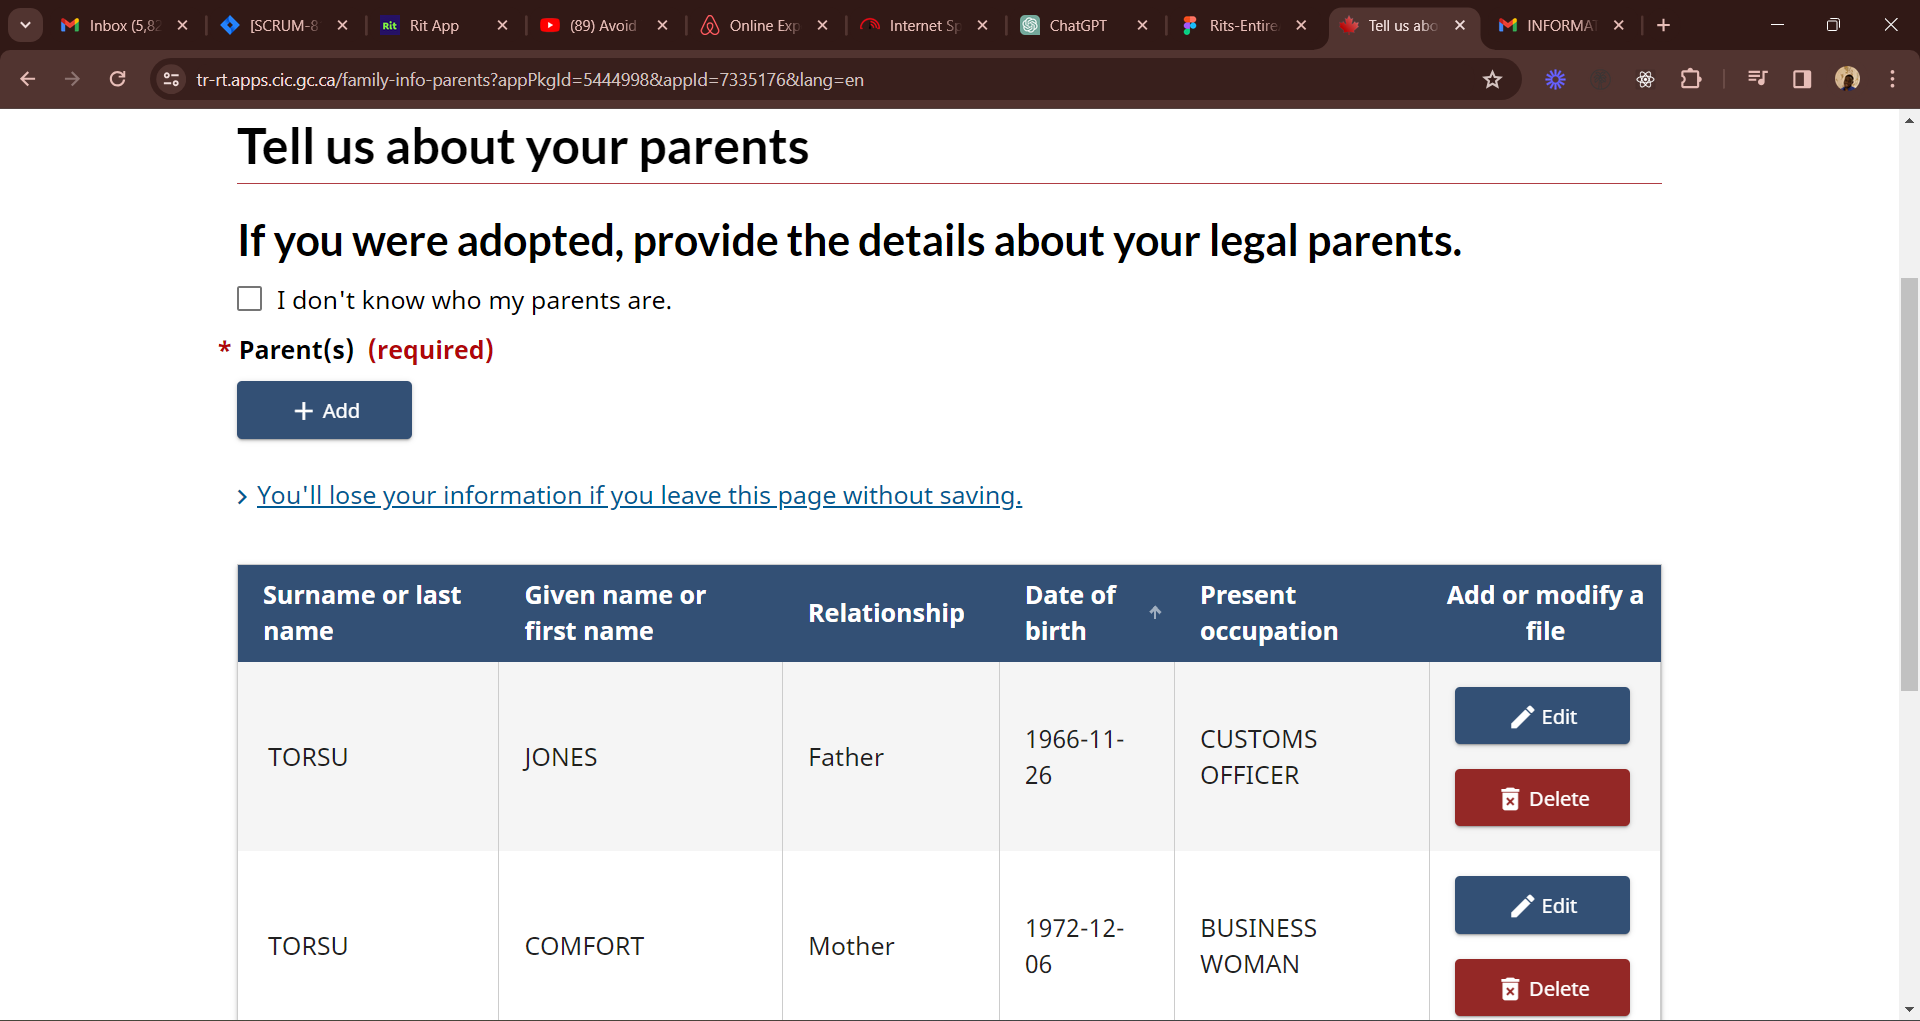 Inbox (5,82
[SCRUM-8
Rit
Rit App
(89) Avoid
Online Exp
Internet Sp
ChatGPT
Rits-Entire
Tell us abo
INFORMAT
tr-rt.apps.cic.gc.ca/family-info-parents?appPkgId=5444998&appId=7335176&lang=en
Tell us about your parents
If you were adopted, provide the details about your legal parents.
I don't know who my parents are.
* Parent(s) (required)
+ Add
You'll lose your information if you leave this page without saving.
Surname or last name
Given name or first name
Relationship
Date of birth
Present occupation
Add or modify a file
TORSU
JONES
Father
1966-11-
26
CUSTOMS
OFFICER
Edit
Delete
TORSU
COMFORT
Mother
1972-12-
06
BUSINESS
WOMAN
Edit
Delete